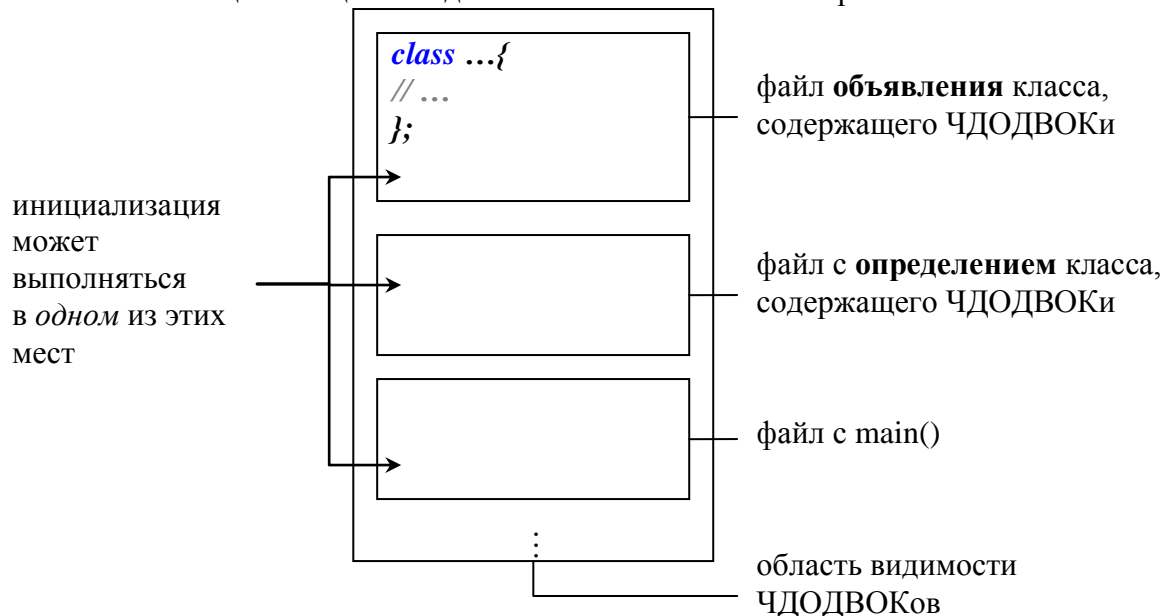 class …{
// …
};
файл объявления класса,
содержащего ЧДОДВОКи
инициализация
может
выполняться
в одном из этих
мест
файл с определением класса,
содержащего ЧДОДВОКи
файл с main()
⋮
область видимости
ЧДОДВОКов